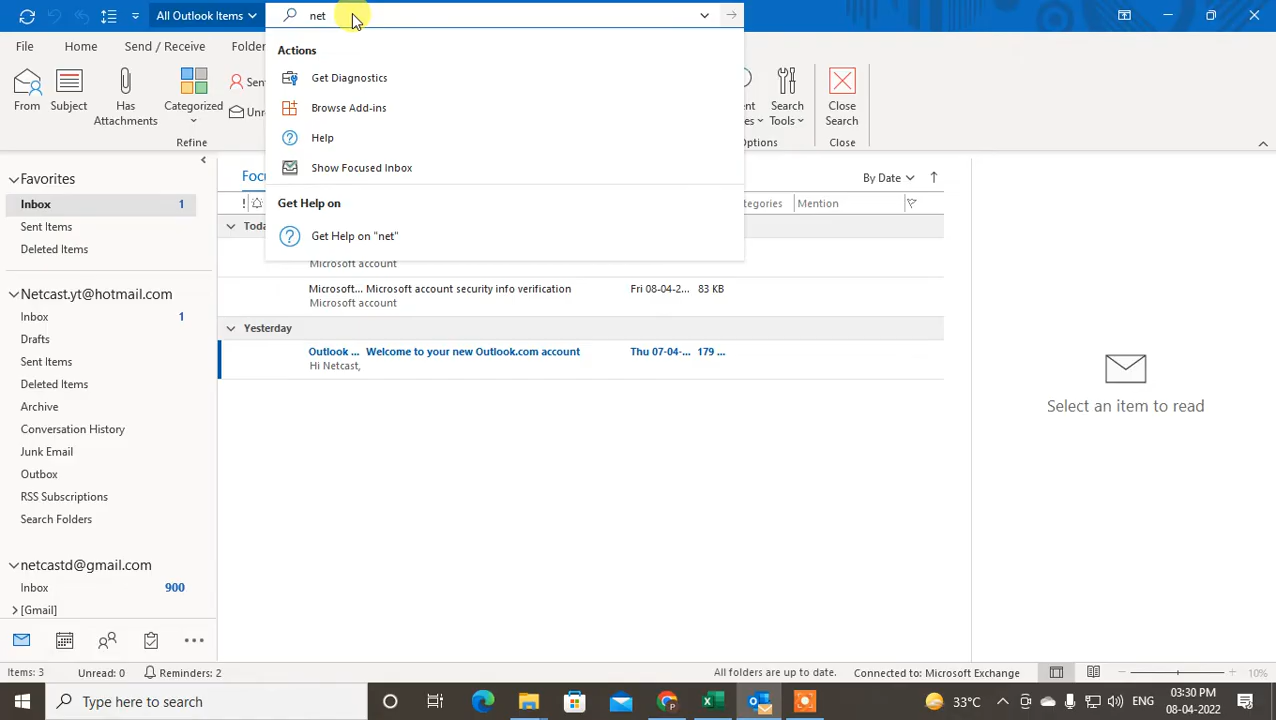 All Outlook Items
net
File
Home
Send / Receive
Folder
From
Subject
Has
Attachments
Categorized
Refine
Options
Search
Tools
Close
Search
Close
Actions
Get Diagnostics
Browse Add-ins
Help
Show Focused Inbox
Get Help on
Get Help on "net"
Favorites
Inbox 1
Sent Items
Deleted Items
Netcast.yt@hotmail.com
Inbox 1
Drafts
Sent Items
Deleted Items
Archive
Conversation History
Junk Email
Outbox
RSS Subscriptions
Search Folders
netcastd@gmail.com
Inbox 900
[Gmail]
By Date
Mention
Microsoft account
Microsoft... Microsoft account security info verification Fri 08-04-2... 83 KB
Microsoft account
Yesterday
Outlook ... Welcome to your new Outlook.com account Thu 07-04-... 179 ...
Hi Netcast,
Select an item to read
Items: 3 Unread: 0 Reminders: 2 All folders are up to date. Connected to: Microsoft Exchange 10%
Type here to search
33°C ENG 03:30 PM
08-04-2022